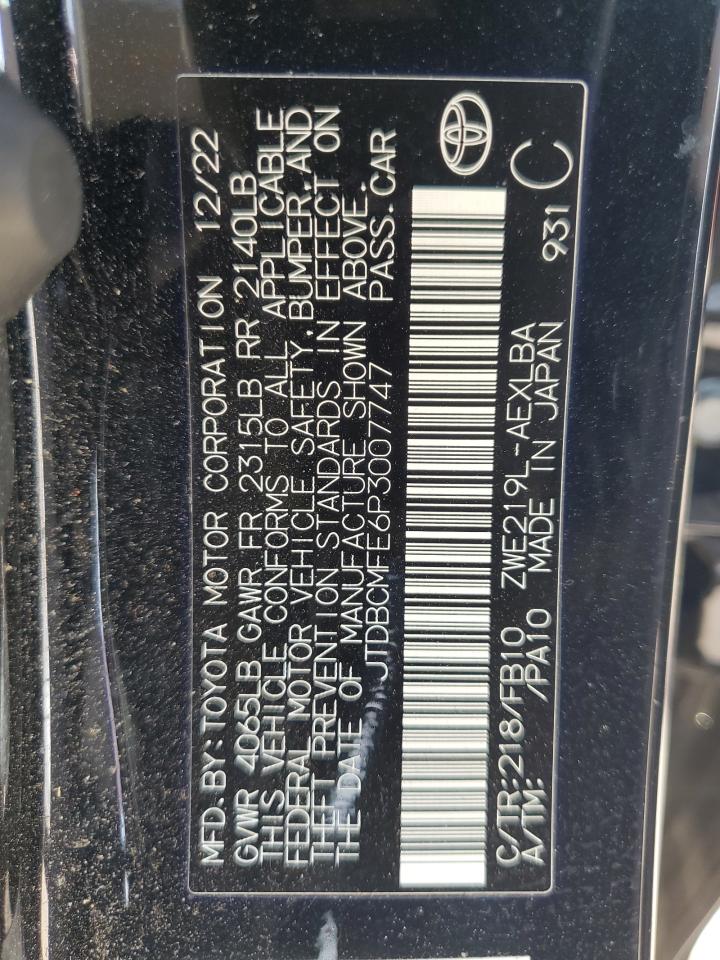 MFD. BY: TOYOTA MOTOR CORPORATION 12/22
GVWR 4065LB GAWR FR 2315LB RR 2140LB
THIS VEHICLE CONFORMS TO ALL APPLICABLE
FEDERAL MOTOR VEHICLE SAFETY, BUMPER, AND
THEFT PREVENTION STANDARDS IN EFFECT ON
THE DATE OF MANUFACTURE SHOWN ABOVE.
JTDBCMFE6P3007747 PASS. CAR
C/TR:218/FB10 ZWE219L-AEXLBA
A/TM: /PA10 MADE IN JAPAN 931 C